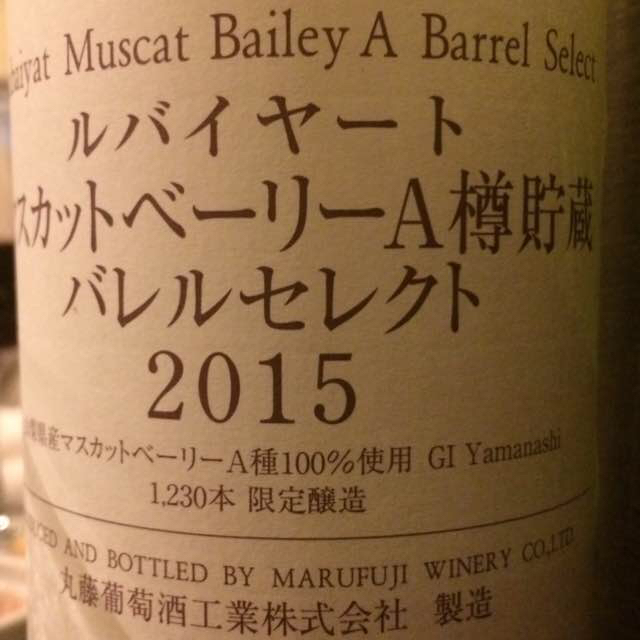 Muscat Bailey A Barrel Select
ルバイヤート
マスカットベーリーA樽貯蔵
バレルセレクト
2015
県産マスカットベーリーA種100%使用 GI Yamanashi
1,230本 限定醸造
AND BOTTLED BY MARUFUJI WINERY CO.,LTD.
丸藤葡萄酒工業株式会社 製造